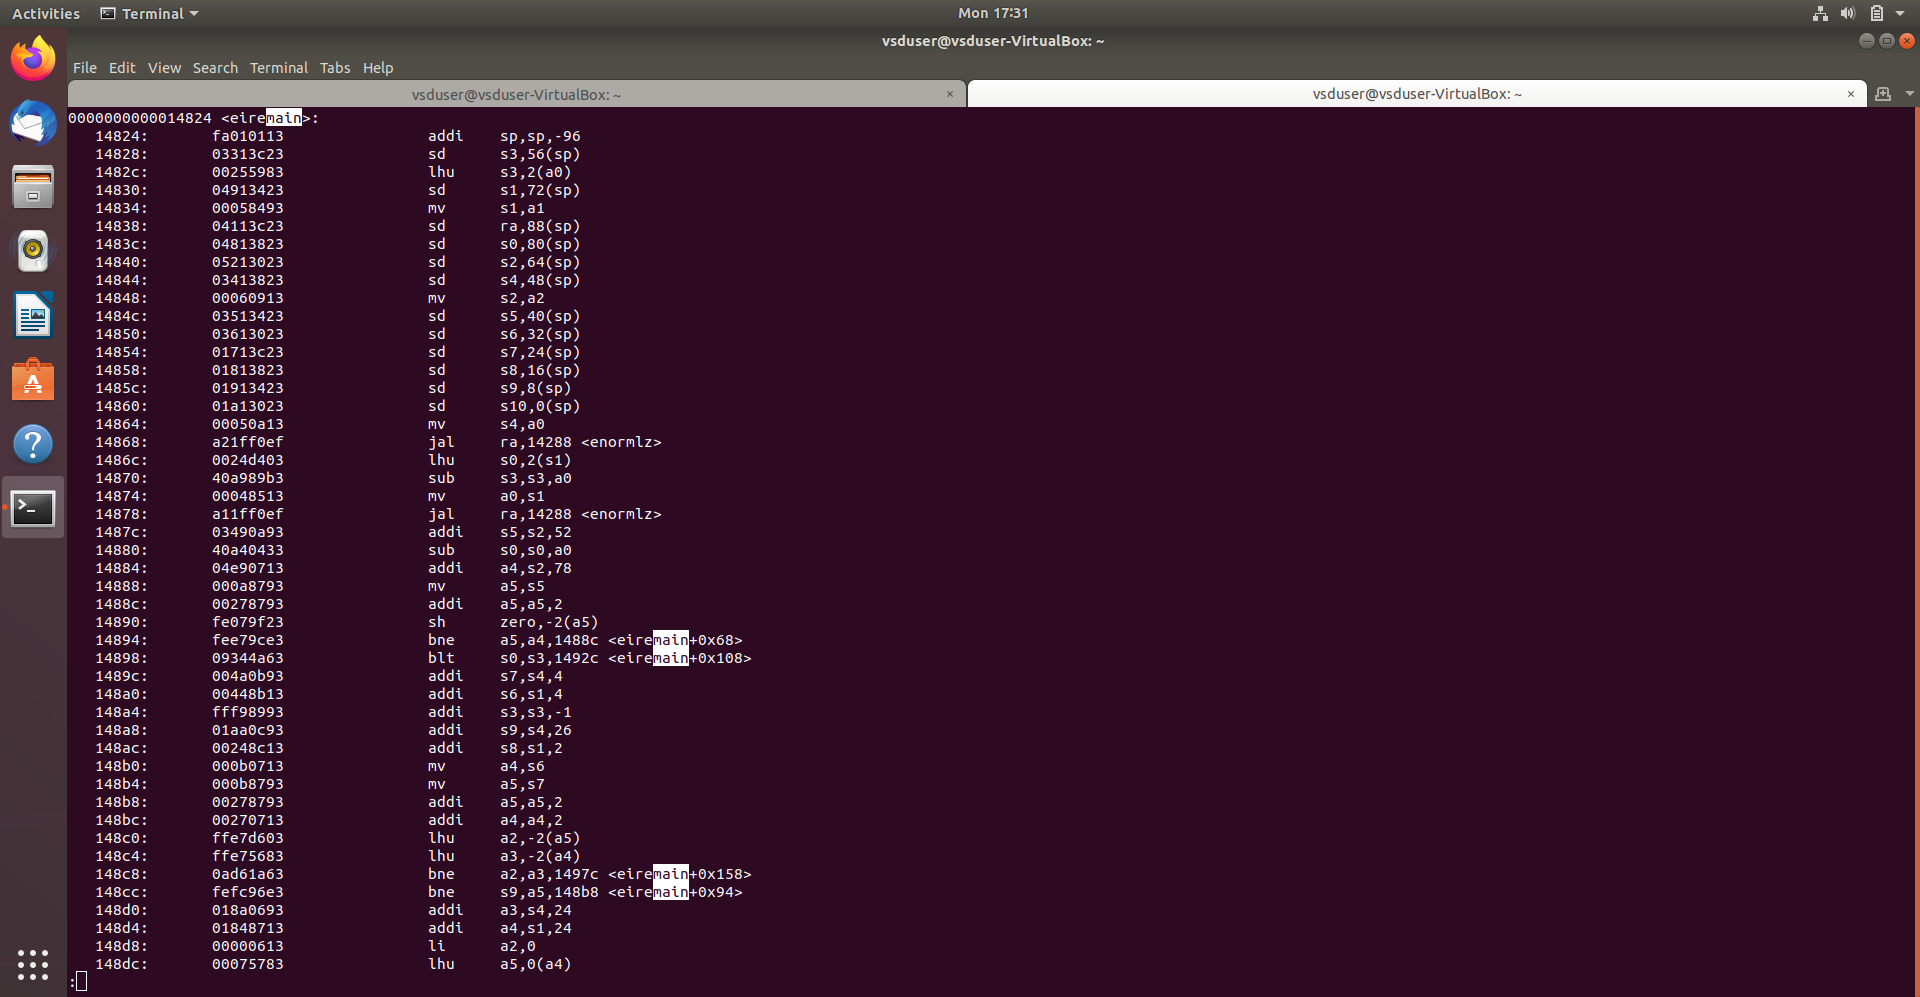 Activities Terminal Mon 17:31
vsduser@vsduser-VirtualBox: ~
File Edit View Search Terminal Tabs Help
vsduser@vsduser-VirtualBox: ~ × vsduser@vsduser-VirtualBox: ~ ×
0000000000014824 <eiremain>:
14824: fa010113 addi sp,sp,-96
14828: 03313c23 sd s3,56(sp)
1482c: 00255983 lhu s3,2(a0)
14830: 04913423 sd s1,72(sp)
14834: 00058493 mv s1,a1
14838: 04113c23 sd ra,88(sp)
1483c: 04813823 sd s0,80(sp)
14840: 05213023 sd s2,64(sp)
14844: 03413823 sd s4,48(sp)
14848: 00060913 mv s2,a2
1484c: 03513423 sd s5,40(sp)
14850: 03613023 sd s6,32(sp)
14854: 01713c23 sd s7,24(sp)
14858: 01813823 sd s8,16(sp)
1485c: 01913423 sd s9,8(sp)
14860: 01a13023 sd s10,0(sp)
14864: 00050a13 mv s4,a0
14868: a21ff0ef jal ra,14288 <enormlz>
1486c: 0024d403 lhu s0,2(s1)
14870: 40a989b3 sub s3,s3,a0
14874: 00048513 mv a0,s1
14878: a11ff0ef jal ra,14288 <enormlz>
1487c: 03490a93 addi s5,s2,52
14880: 40a40433 sub s0,s0,a0
14884: 04e90713 addi a4,s2,78
14888: 000a8793 mv a5,s5
1488c: 00278793 addi a5,a5,2
14890: fe079f23 sh zero,-2(a5)
14894: fee79ce3 bne a5,a4,1488c <eiremain+0x68>
14898: 09344a63 blt s0,s3,1492c <eiremain+0x108>
1489c: 004a0b93 addi s7,s4,4
148a0: 00448b13 addi s6,s1,4
148a4: fff98993 addi s3,s3,-1
148a8: 01aa0c93 addi s9,s4,26
148ac: 00248c13 addi s8,s1,2
148b0: 000b0713 mv a4,s6
148b4: 000b8793 mv a5,s7
148b8: 00278793 addi a5,a5,2
148bc: 00270713 addi a4,a4,2
148c0: ffe7d603 lhu a2,-2(a5)
148c4: ffe75683 lhu a3,-2(a4)
148c8: 0ad61a63 bne a2,a3,1497c <eiremain+0x158>
148cc: fefc96e3 bne s9,a5,148b8 <eiremain+0x94>
148d0: 018a0693 addi a3,s4,24
148d4: 01848713 addi a4,s1,24
148d8: 00000613 li a2,0
148dc: 00075783 lhu a5,0(a4)
: